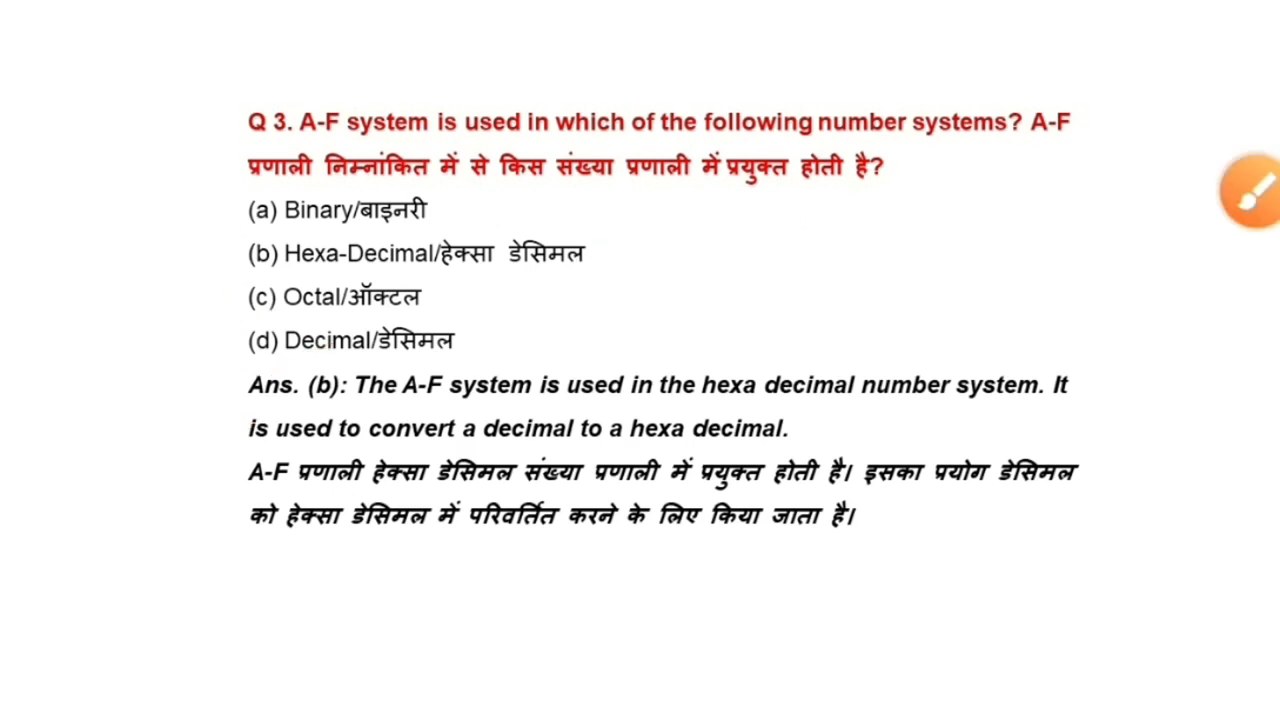 Q 3. A-F system is used in which of the following number systems? A-F
प्रणाली निम्नांकित में से किस संख्या प्रणाली में प्रयुक्त होती है?
(a) Binary/बाइनरी
(b) Hexa-Decimal/हेक्सा डेसिमल
(c) Octal/ऑक्टल
(d) Decimal/डेसिमल
Ans. (b): The A-F system is used in the hexa decimal number system. It
is used to convert a decimal to a hexa decimal.
A-F प्रणाली हेक्सा डेसिमल संख्या प्रणाली में प्रयुक्त होती है। इसका प्रयोग डेसिमल
को हेक्सा डेसिमल में परिवर्तित करने के लिए किया जाता है।